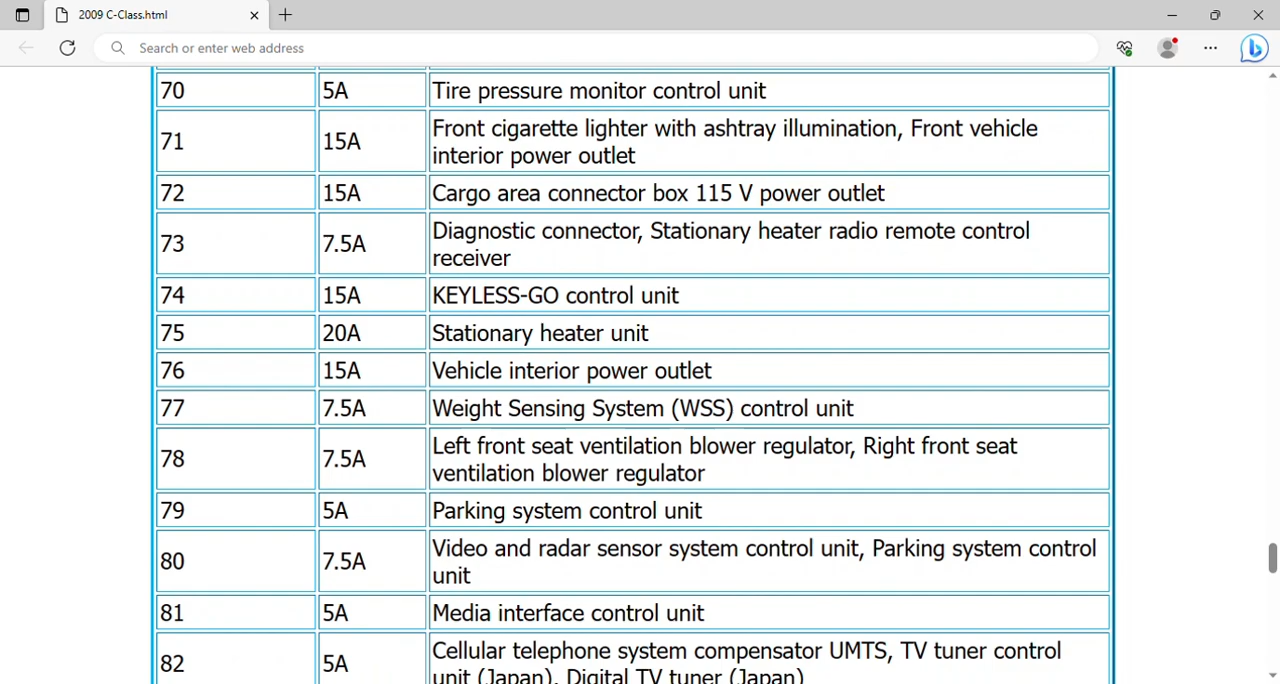 2009 C-Class.html
Search or enter web address
70 5A Tire pressure monitor control unit
71 15A Front cigarette lighter with ashtray illumination, Front vehicle
interior power outlet
72 15A Cargo area connector box 115 V power outlet
73 7.5A Diagnostic connector, Stationary heater radio remote control
receiver
74 15A KEYLESS-GO control unit
75 20A Stationary heater unit
76 15A Vehicle interior power outlet
77 7.5A Weight Sensing System (WSS) control unit
78 7.5A Left front seat ventilation blower regulator, Right front seat
ventilation blower regulator
79 5A Parking system control unit
80 7.5A Video and radar sensor system control unit, Parking system control
unit
81 5A Media interface control unit
82 5A Cellular telephone system compensator UMTS, TV tuner control
unit (Japan), Digital TV tuner (Japan)